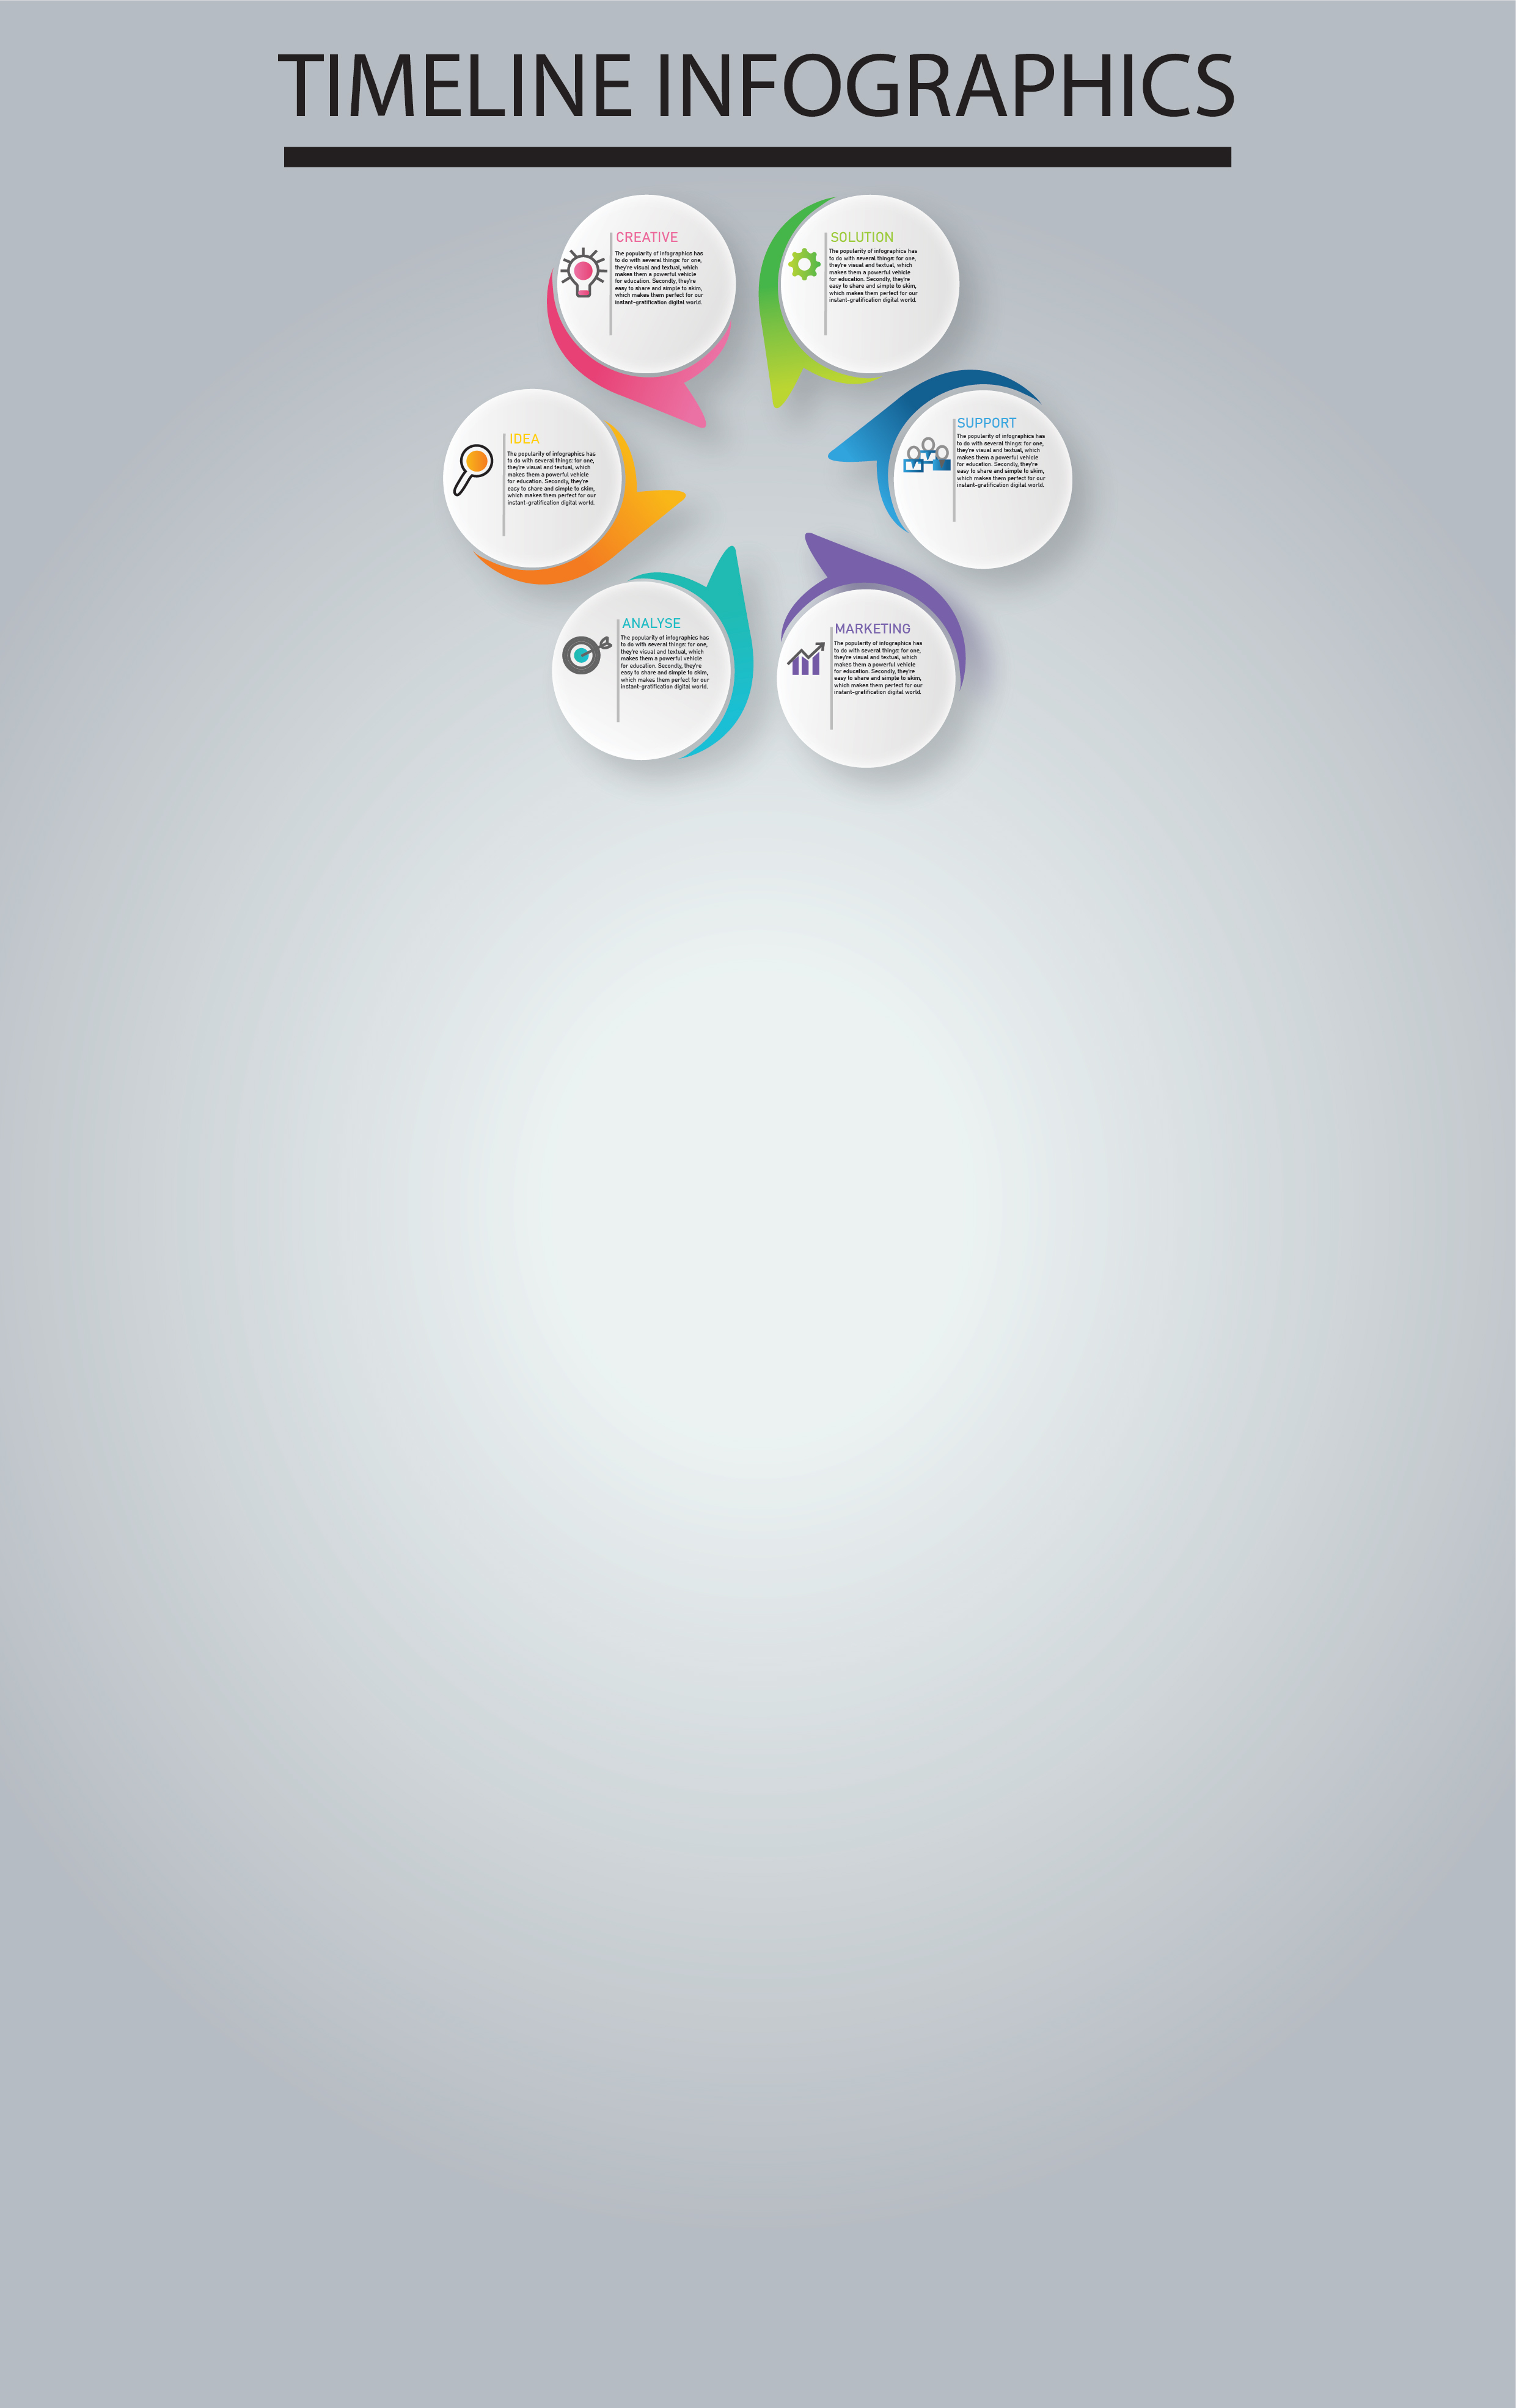 TIMELINE INFOGRAPHICS
CREATIVE
The popularity of infographics has
to do with several things: for one,
they're visual and textual, which
makes them a powerful vehicle
for education. Secondly, they're
easy to share and simple to skim,
which makes them perfect for our
instant-gratification digital world.
SOLUTION
The popularity of infographics has
to do with several things: for one,
they're visual and textual, which
makes them a powerful vehicle
for education. Secondly, they're
easy to share and simple to skim,
which makes them perfect for our
instant-gratification digital world.
SUPPORT
The popularity of infographics has
to do with several things: for one,
they're visual and textual, which
makes them a powerful vehicle
for education. Secondly, they're
easy to share and simple to skim,
which makes them perfect for our
instant-gratification digital world.
IDEA
The popularity of infographics has
to do with several things: for one,
they're visual and textual, which
makes them a powerful vehicle
for education. Secondly, they're
easy to share and simple to skim,
which makes them perfect for our
instant-gratification digital world.
ANALYSE
The popularity of infographics has
to do with several things: for one,
they're visual and textual, which
makes them a powerful vehicle
for education. Secondly, they're
easy to share and simple to skim,
which makes them perfect for our
instant-gratification digital world.
MARKETING
The popularity of infographics has
to do with several things: for one,
they're visual and textual, which
makes them a powerful vehicle
for education. Secondly, they're
easy to share and simple to skim,
which makes them perfect for our
instant-gratification digital world.